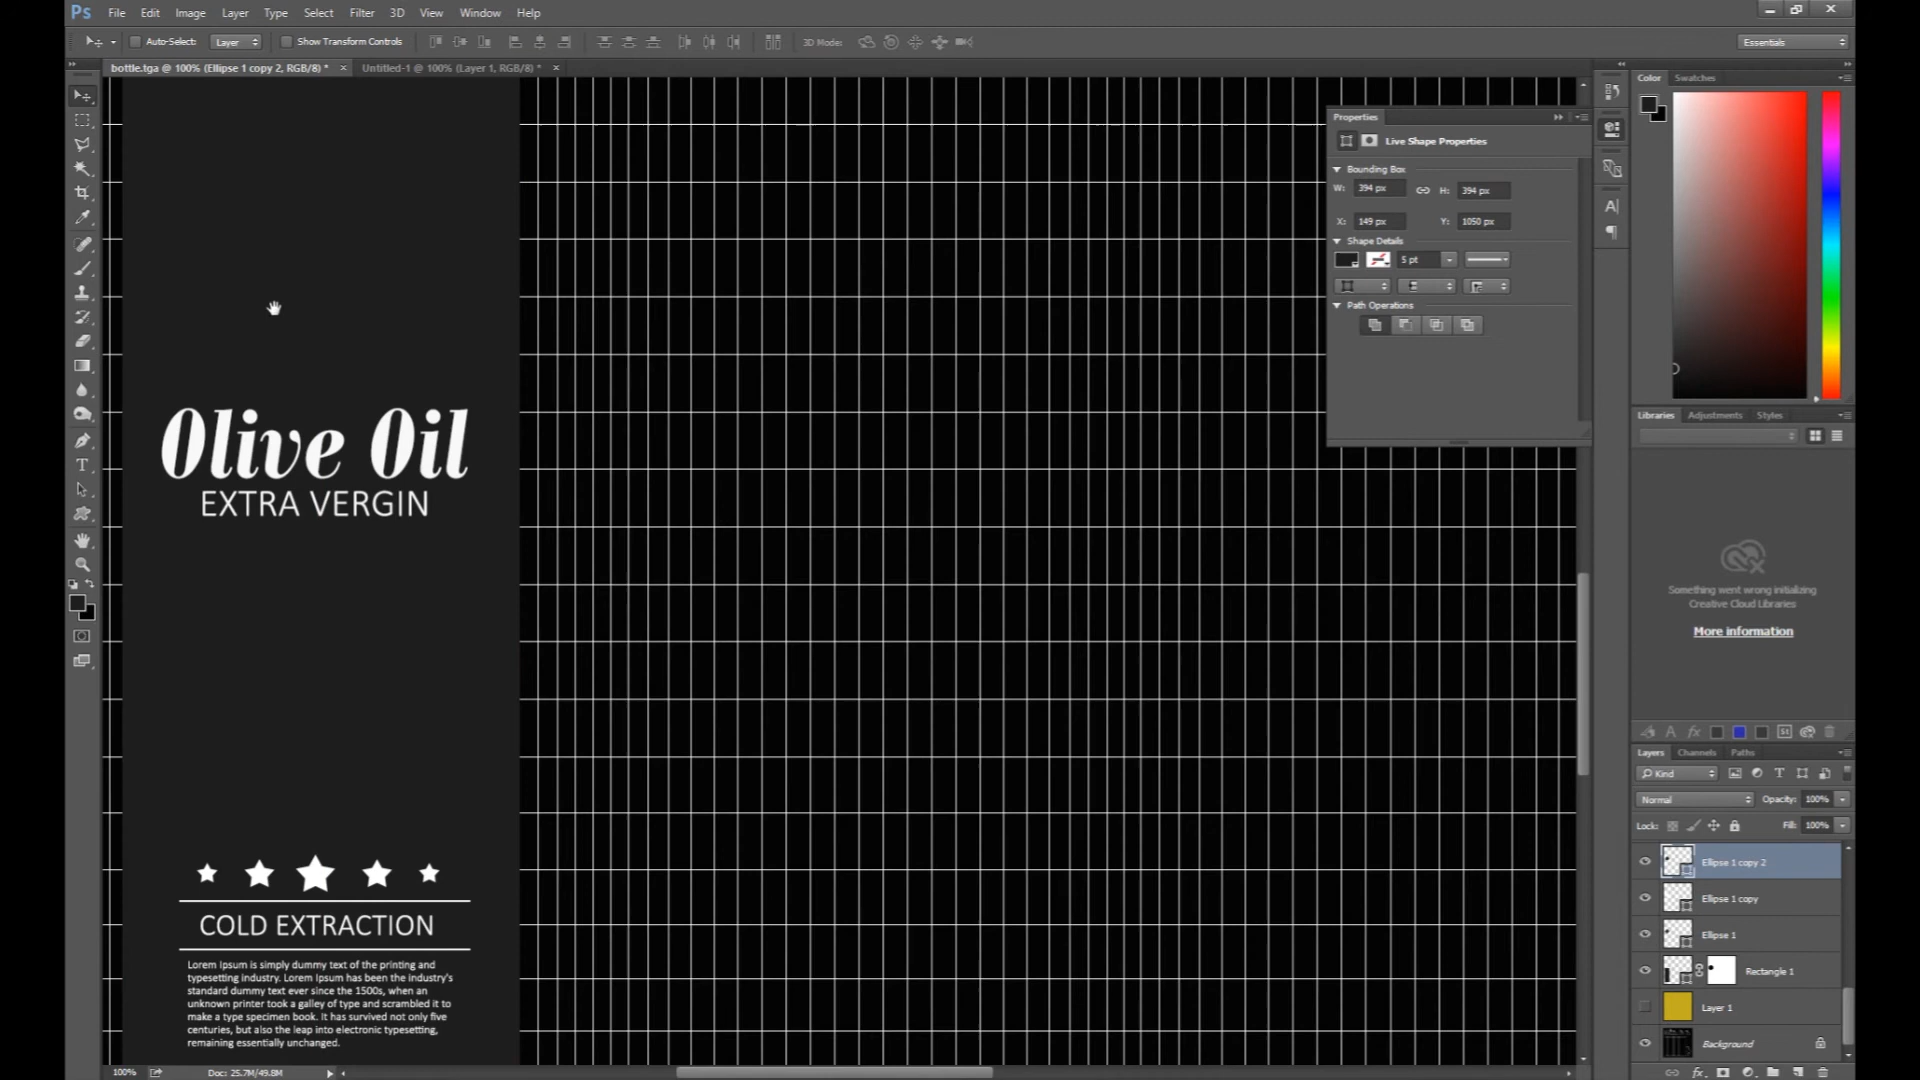 Ps File Edit Image Layer Type Select Filter 3D View Window Help
Auto-Select: Layer Show Transform Controls 3D Mode: Essentials
bottle.tga @ 100% (Ellipse 1 copy 2, RGB/8) * × Untitled-1 @ 100% (Layer 1, RGB/8) * ×
Color Swatches
Properties
Live Shape Properties
Bounding Box
W: 394 px H: 394 px
X: 149 px Y: 1050 px
Shape Details
5 pt
Path Operations
Olive Oil
EXTRA VERGIN
COLD EXTRACTION
Lorem Ipsum is simply dummy text of the printing and
typesetting industry. Lorem Ipsum has been the industry's
standard dummy text ever since the 1500s, when an
unknown printer took a galley of type and scrambled it to
make a type specimen book. It has survived not only five
centuries, but also the leap into electronic typesetting,
remaining essentially unchanged.
Libraries Adjustments Styles
Something went wrong initializing
Creative Cloud Libraries
More information
Layers Channels Paths
Kind
Normal Opacity: 100%
Lock: Fill: 100%
Ellipse 1 copy 2
Ellipse 1 copy
Ellipse 1
Rectangle 1
Layer 1
Background
100% Doc: 25.7M/49.8M